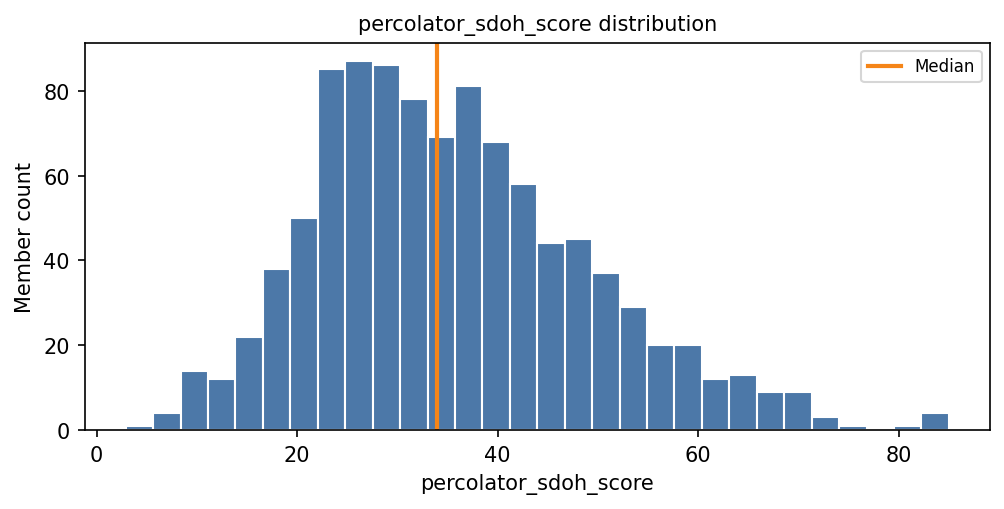 percolator_sdoh_score distribution
Median
Member count
80
60
40
20
0
0 20 40 60 80
percolator_sdoh_score